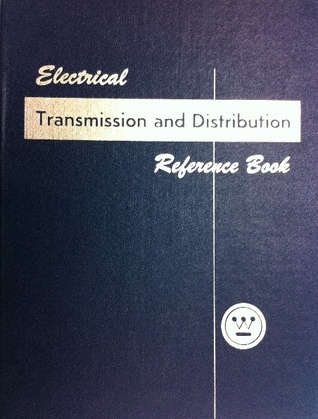 Electrical
Transmission and Distribution
Reference Book
W